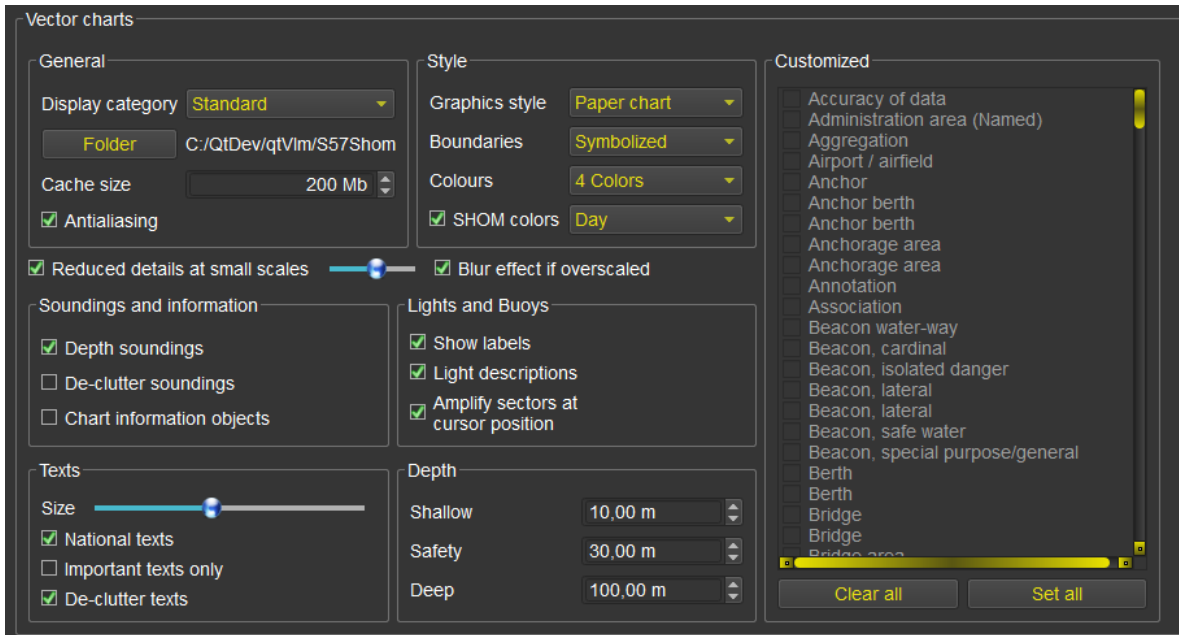 Vector charts
General
Display category Standard
Folder C:/QtDev/qtVlm/S57Shom
Cache size 200 Mb
Antialiasing
Style
Graphics style Paper chart
Boundaries Symbolized
Colours 4 Colors
SHOM colors Day
Reduced details at small scales
Blur effect if overscaled
Soundings and information
Depth soundings
De-clutter soundings
Chart information objects
Lights and Buoys
Show labels
Light descriptions
Amplify sectors at
cursor position
Texts
Size
National texts
Important texts only
De-clutter texts
Depth
Shallow 10,00 m
Safety 30,00 m
Deep 100,00 m
Customized
Accuracy of data
Administration area (Named)
Aggregation
Airport / airfield
Anchor
Anchor berth
Anchor berth
Anchorage area
Anchorage area
Annotation
Association
Beacon water-way
Beacon, cardinal
Beacon, isolated danger
Beacon, lateral
Beacon, lateral
Beacon, safe water
Beacon, special purpose/general
Berth
Berth
Bridge
Bridge
Bridge area
Clear all Set all